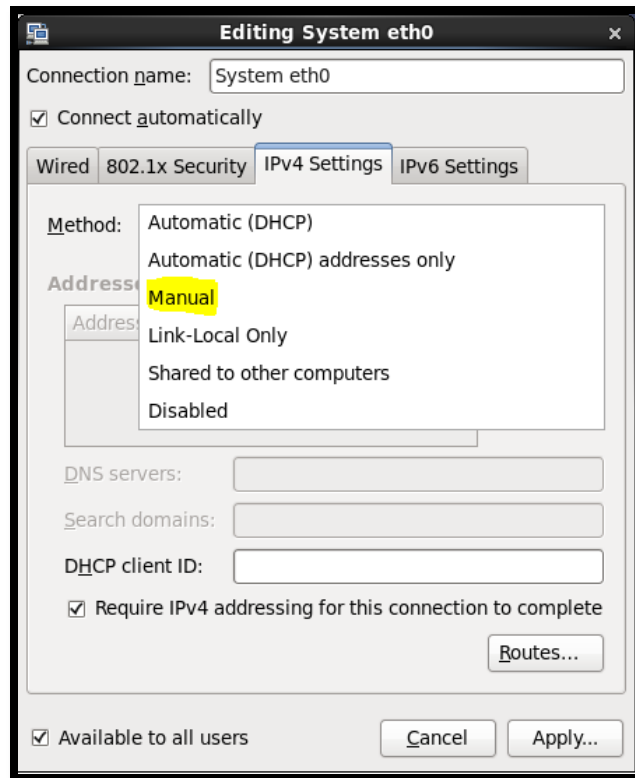 Editing System eth0
Connection name: System eth0
Connect automatically
Wired 802.1x Security IPv4 Settings IPv6 Settings
Method: Automatic (DHCP)
Automatic (DHCP) addresses only
Manual
Link-Local Only
Shared to other computers
Disabled
DNS servers:
Search domains:
DHCP client ID:
Require IPv4 addressing for this connection to complete
Routes...
Available to all users Cancel Apply...